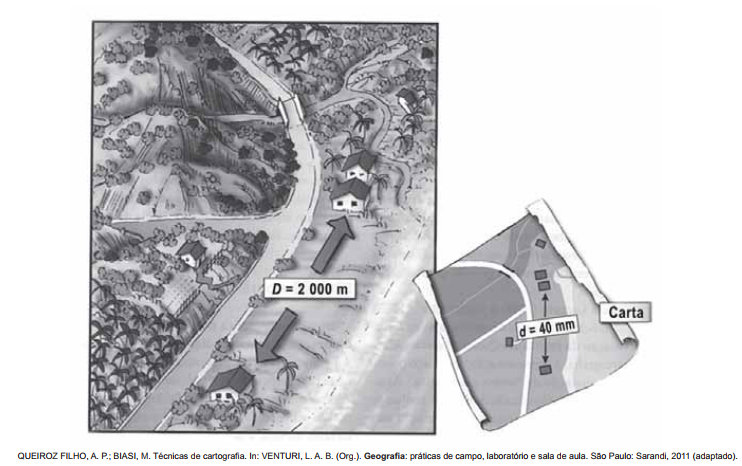 D = 2 000 m
Carta
d = 40 mm
QUEIROZ FILHO, A. P.; BIASI, M. Técnicas de cartografia. In: VENTURI, L. A. B. (Org.). Geografia: práticas de campo, laboratório e sala de aula. São Paulo: Sarandi, 2011 (adaptado).